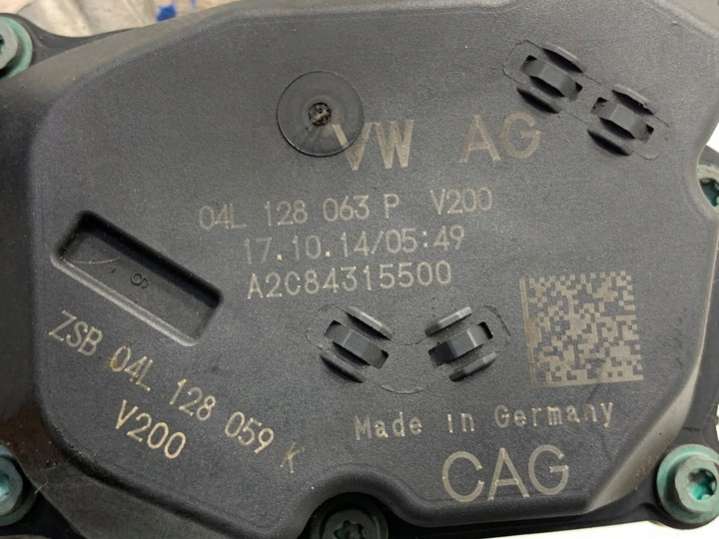 VW AG
04L 128 063 P V200
17.10.14/05:49
A2C84315500
ZSB 04L 128 059 K
V200
Made in Germany
CAG